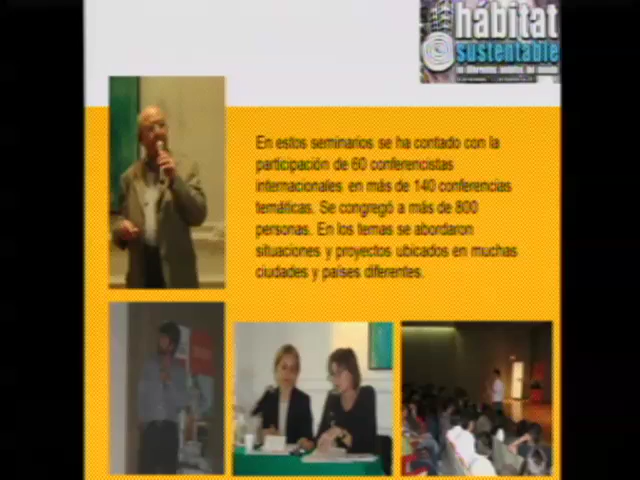 hábitat
sustentable
En estos seminarios se ha contado con la
participación de 60 conferencistas
internacionales en más de 140 conferencias
temáticas. Se congregó a más de 800
personas. En los temas se abordaron
situaciones y proyectos ubicados en muchas
ciudades y países diferentes.